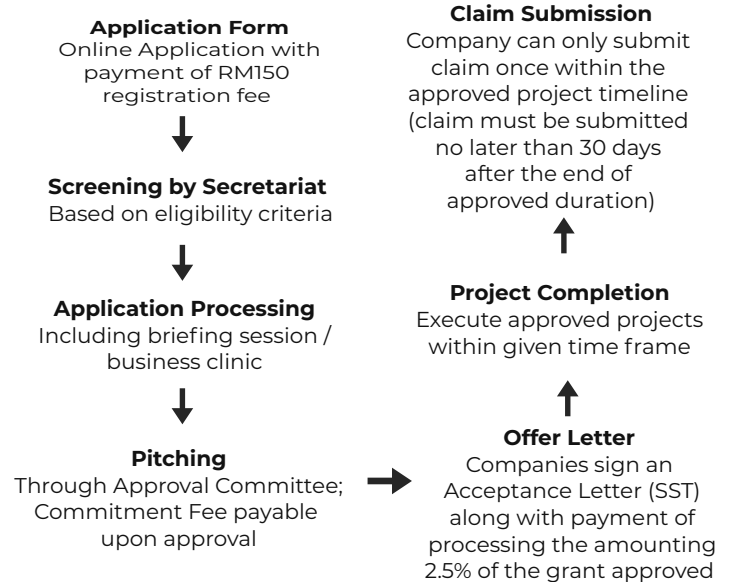 Application Form
Online Application with
payment of RM150
registration fee
Screening by Secretariat
Based on eligibility criteria
Application Processing
Including briefing session /
business clinic
Pitching
Through Approval Committee;
Commitment Fee payable
upon approval
Offer Letter
Companies sign an
Acceptance Letter (SST)
along with payment of
processing the amounting
2.5% of the grant approved
Project Completion
Execute approved projects
within given time frame
Claim Submission
Company can only submit
claim once within the
approved project timeline
(claim must be submitted
no later than 30 days
after the end of
approved duration)